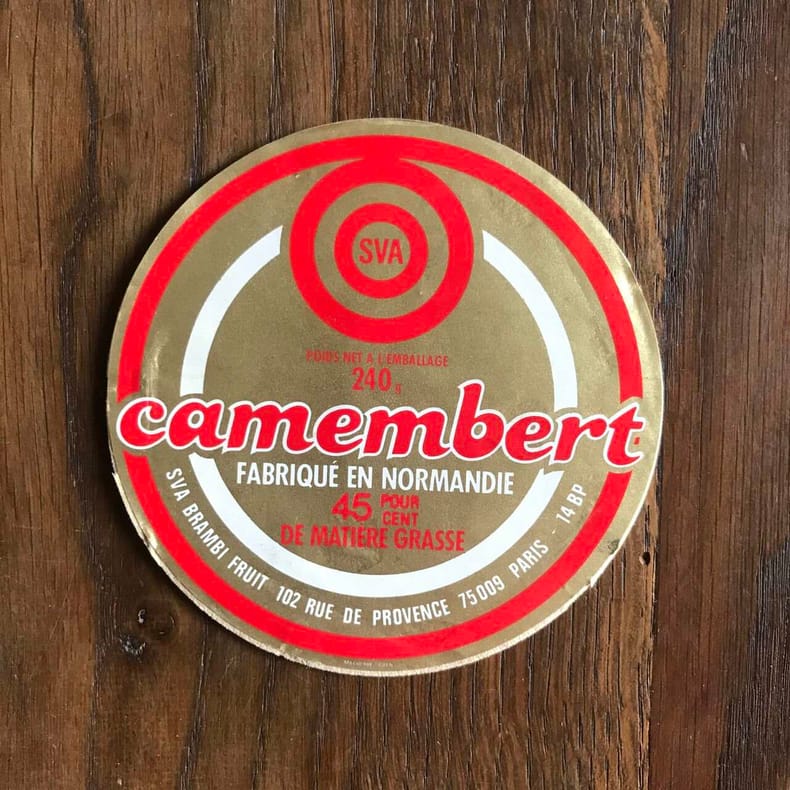 SVA
POIDS NET A L'EMBALLAGE
240 g
camembert
FABRIQUÉ EN NORMANDIE
45 POUR CENT
DE MATIÈRE GRASSE
SVA BRAMBI FRUIT 102 RUE DE PROVENCE 75009 PARIS - 14 BP